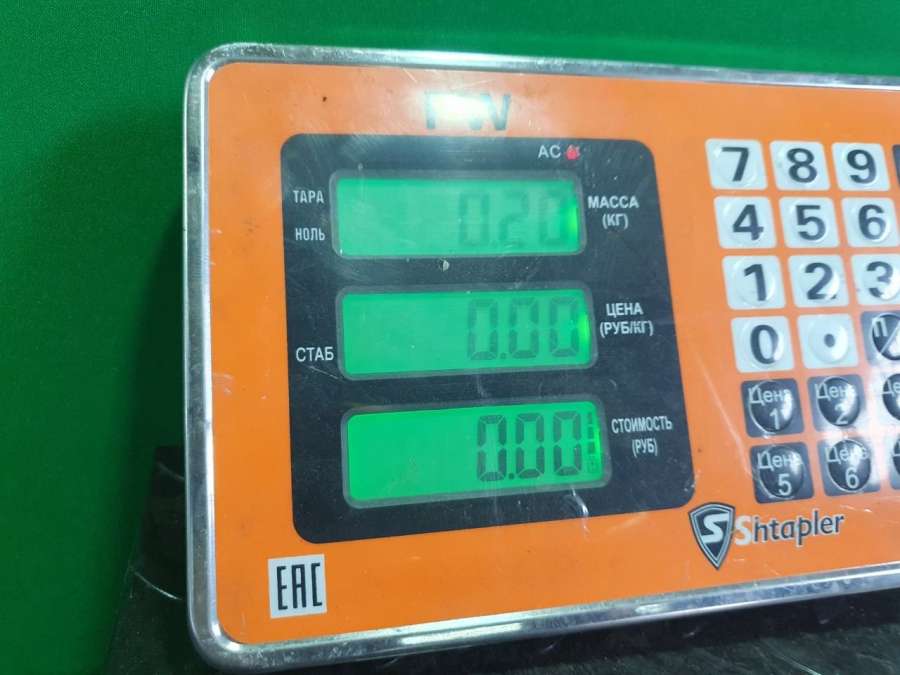 PW
AC
ТАРА
НОЛЬ
0.20
МАССА
(КГ)
СТАБ
0.00
ЦЕНА
(РУБ/КГ)
0.00
СТОИМОСТЬ
(РУБ)
7 8 9
4 5 6
1 2 3
0 .
Цена 1
Цена 2
Цена 5
Цена 6
Shtapler
EAC